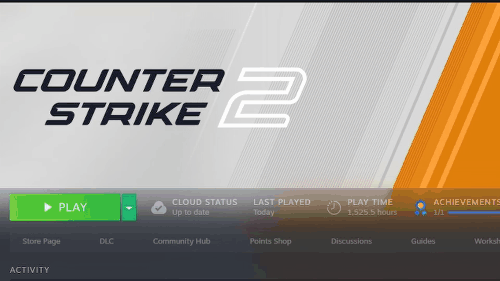 COUNTER
STRIKE 2
PLAY
CLOUD STATUS
Up to date
LAST PLAYED
Today
PLAY TIME
1,525.5 hours
ACHIEVEMENTS
1/1
Store Page
DLC
Community Hub
Points Shop
Discussions
Guides
Worksh
ACTIVITY